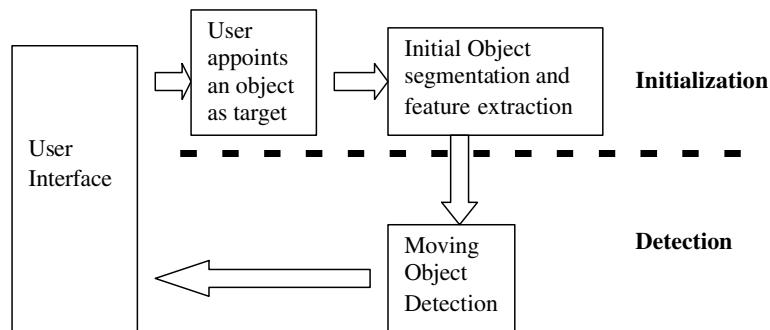 User
appoints
an object
as target
Initial Object
segmentation and
feature extraction
Initialization
User
Interface
Moving
Object
Detection
Detection